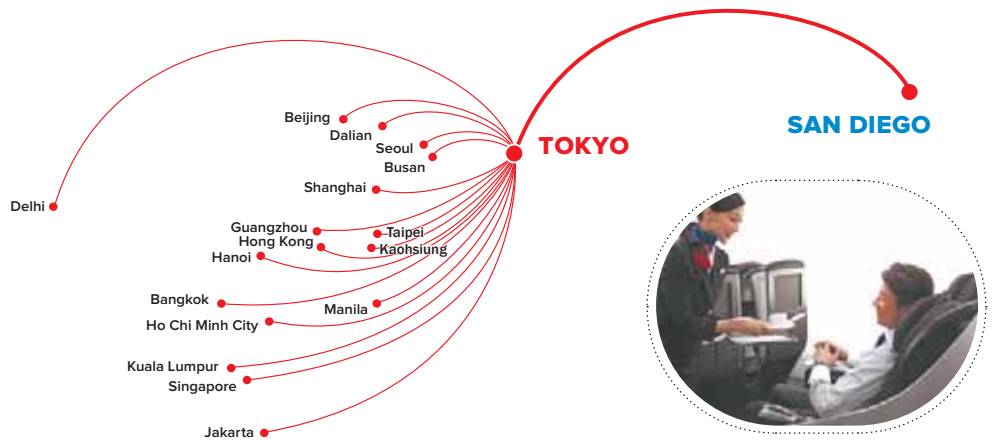 Beijing
Dalian
Seoul
Busan
TOKYO
SAN DIEGO
Shanghai
Delhi
Guangzhou
Taipei
Hong Kong
Kaohsiung
Hanoi
Bangkok
Manila
Ho Chi Minh City
Kuala Lumpur
Singapore
Jakarta